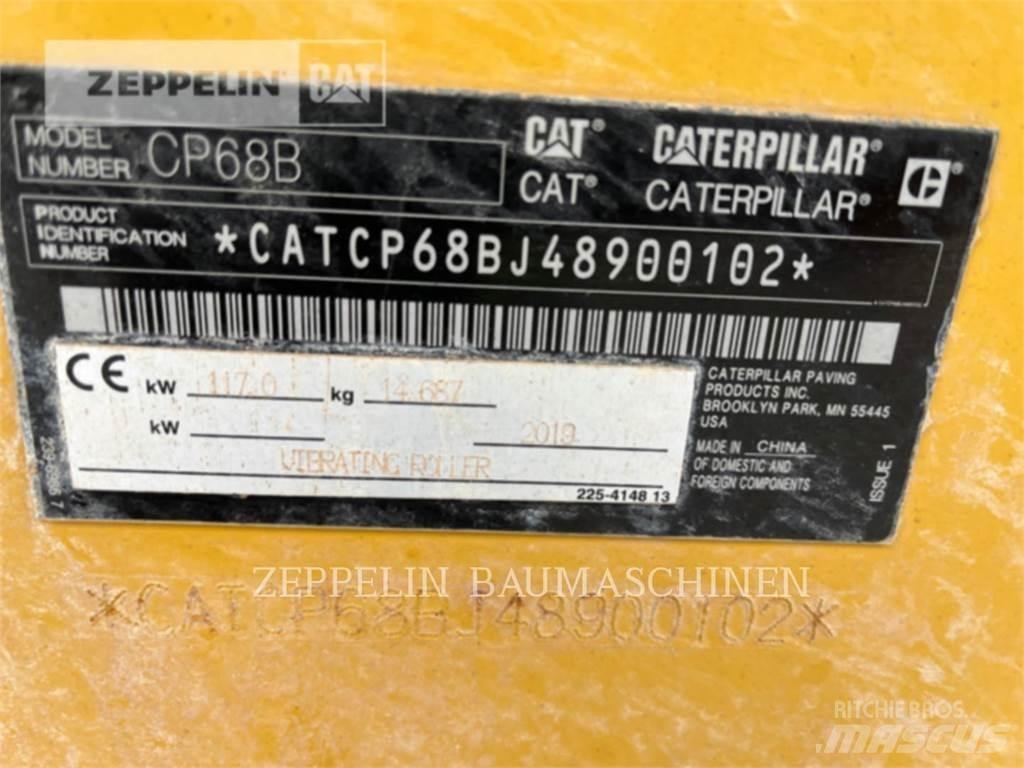 ZEPPELIN CAT
MODEL NUMBER CP68B
CAT® CATERPILLAR®
CAT® CATERPILLAR®
PRODUCT IDENTIFICATION NUMBER *CATCP68BJ48900102*
CE kW 117.0 kg 14 687
kW 2019
VIBRATING ROLLER
225-4148 13
CATERPILLAR PAVING
PRODUCTS INC.
BROOKLYN PARK, MN 55445
USA
MADE IN CHINA
OF DOMESTIC AND
FOREIGN COMPONENTS
ISSUE 1
ZEPPELIN BAUMASCHINEN
*CATCP68BJ48900102*
RITCHIE BROS.
MASCUS